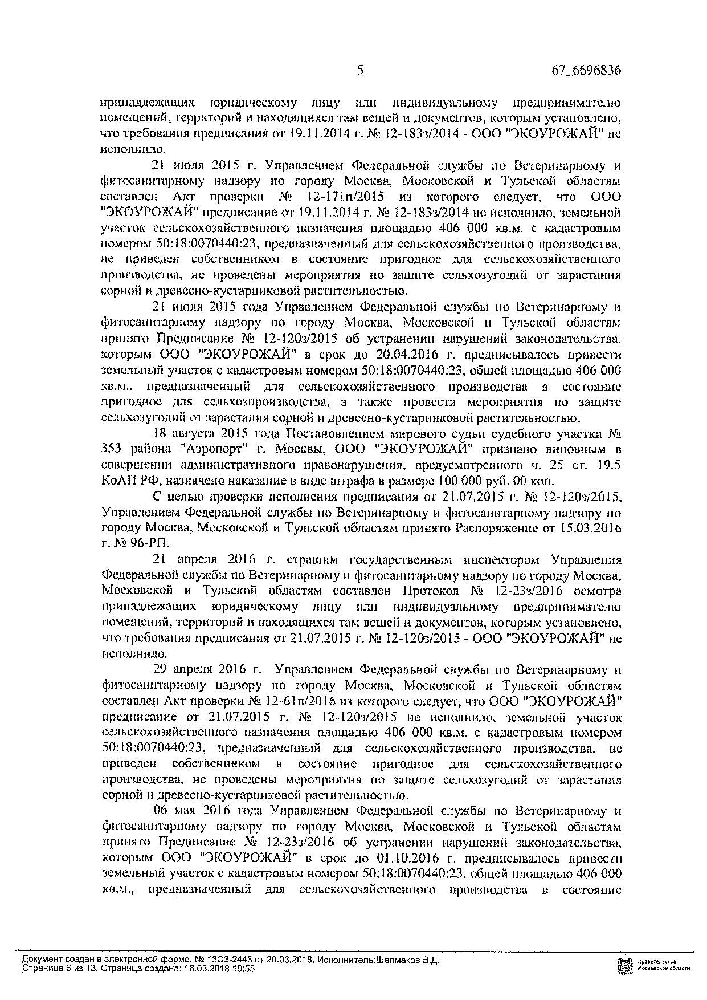 5 67_6696836
принадлежащих юридическому лицу или индивидуальному предпринимателю
помещений, территорий и находящихся там вещей и документов, которым установлено,
что требования предписания от 19.11.2014 г. № 12-183з/2014 - ООО "ЭКОУРОЖАЙ" не
исполнило.
21 июля 2015 г. Управлением Федеральной службы по Ветеринарному и
фитосанитарному надзору по городу Москва, Московской и Тульской областям
составлен Акт проверки № 12-171п/2015 из которого следует, что ООО
"ЭКОУРОЖАЙ" предписание от 19.11.2014 г. № 12-183з/2014 не исполнило, земельной
участок сельскохозяйственного назначения площадью 406 000 кв.м. с кадастровым
номером 50:18:0070440:23, предназначенный для сельскохозяйственного производства,
не приведен собственником в состояние пригодное для сельскохозяйственного
производства, не проведены мероприятия по защите сельхозугодий от зарастания
сорной и древесно-кустарниковой растительностью.
21 июля 2015 года Управлением Федеральной службы по Ветеринарному и
фитосанитарному надзору по городу Москва, Московской и Тульской областям
принято Предписание № 12-120з/2015 об устранении нарушений законодательства,
которым ООО "ЭКОУРОЖАЙ" в срок до 20.04.2016 г. предписывалось привести
земельный участок с кадастровым номером 50:18:0070440:23, общей площадью 406 000
кв.м., предназначенный для сельскохозяйственного производства в состояние
пригодное для сельхозпроизводства, а также провести мероприятия по защите
сельхозугодий от зарастания сорной и древесно-кустарниковой растительностью.
18 августа 2015 года Постановлением мирового судьи судебного участка №
353 района "Аэропорт" г. Москвы, ООО "ЭКОУРОЖАЙ" признано виновным в
совершении административного правонарушения, предусмотренного ч. 25 ст. 19.5
КоАП РФ, назначено наказание в виде штрафа в размере 100 000 руб. 00 коп.
С целью проверки исполнения предписания от 21.07.2015 г. № 12-120з/2015,
Управлением Федеральной службы по Ветеринарному и фитосанитарному надзору по
городу Москва, Московской и Тульской областям принято Распоряжение от 15.03.2016
г. № 96-РП.
21 апреля 2016 г. страшим государственным инспектором Управления
Федеральной службы по Ветеринарному и фитосанитарному надзору по городу Москва,
Московской и Тульской областям составлен Протокол № 12-23з/2016 осмотра
принадлежащих юридическому лицу или индивидуальному предпринимателю
помещений, территорий и находящихся там вещей и документов, которым установлено,
что требования предписания от 21.07.2015 г. № 12-120з/2015 - ООО "ЭКОУРОЖАЙ" не
исполнило.
29 апреля 2016 г. Управлением Федеральной службы по Ветеринарному и
фитосанитарному надзору по городу Москва, Московской и Тульской областям
составлен Акт проверки № 12-61п/2016 из которого следует, что ООО "ЭКОУРОЖАЙ"
предписание от 21.07.2015 г. № 12-120з/2015 не исполнило, земельной участок
сельскохозяйственного назначения площадью 406 000 кв.м. с кадастровым номером
50:18:0070440:23, предназначенный для сельскохозяйственного производства, не
приведен собственником в состояние пригодное для сельскохозяйственного
производства, не проведены мероприятия по защите сельхозугодий от зарастания
сорной и древесно-кустарниковой растительностью.
06 мая 2016 года Управлением Федеральной службы по Ветеринарному и
фитосанитарному надзору по городу Москва, Московской и Тульской областям
принято Предписание № 12-23з/2016 об устранении нарушений законодательства,
которым ООО "ЭКОУРОЖАЙ" в срок до 01.10.2016 г. предписывалось привести
земельный участок с кадастровым номером 50:18:0070440:23, общей площадью 406 000
кв.м., предназначенный для сельскохозяйственного производства в состояние
Документ создан в электронной форме. № 13СЗ-2443 от 20.03.2018. Исполнитель:Шелмаков В.Д.
Страница 6 из 13. Страница создана: 16.03.2018 10:55
Правительство
Московской области